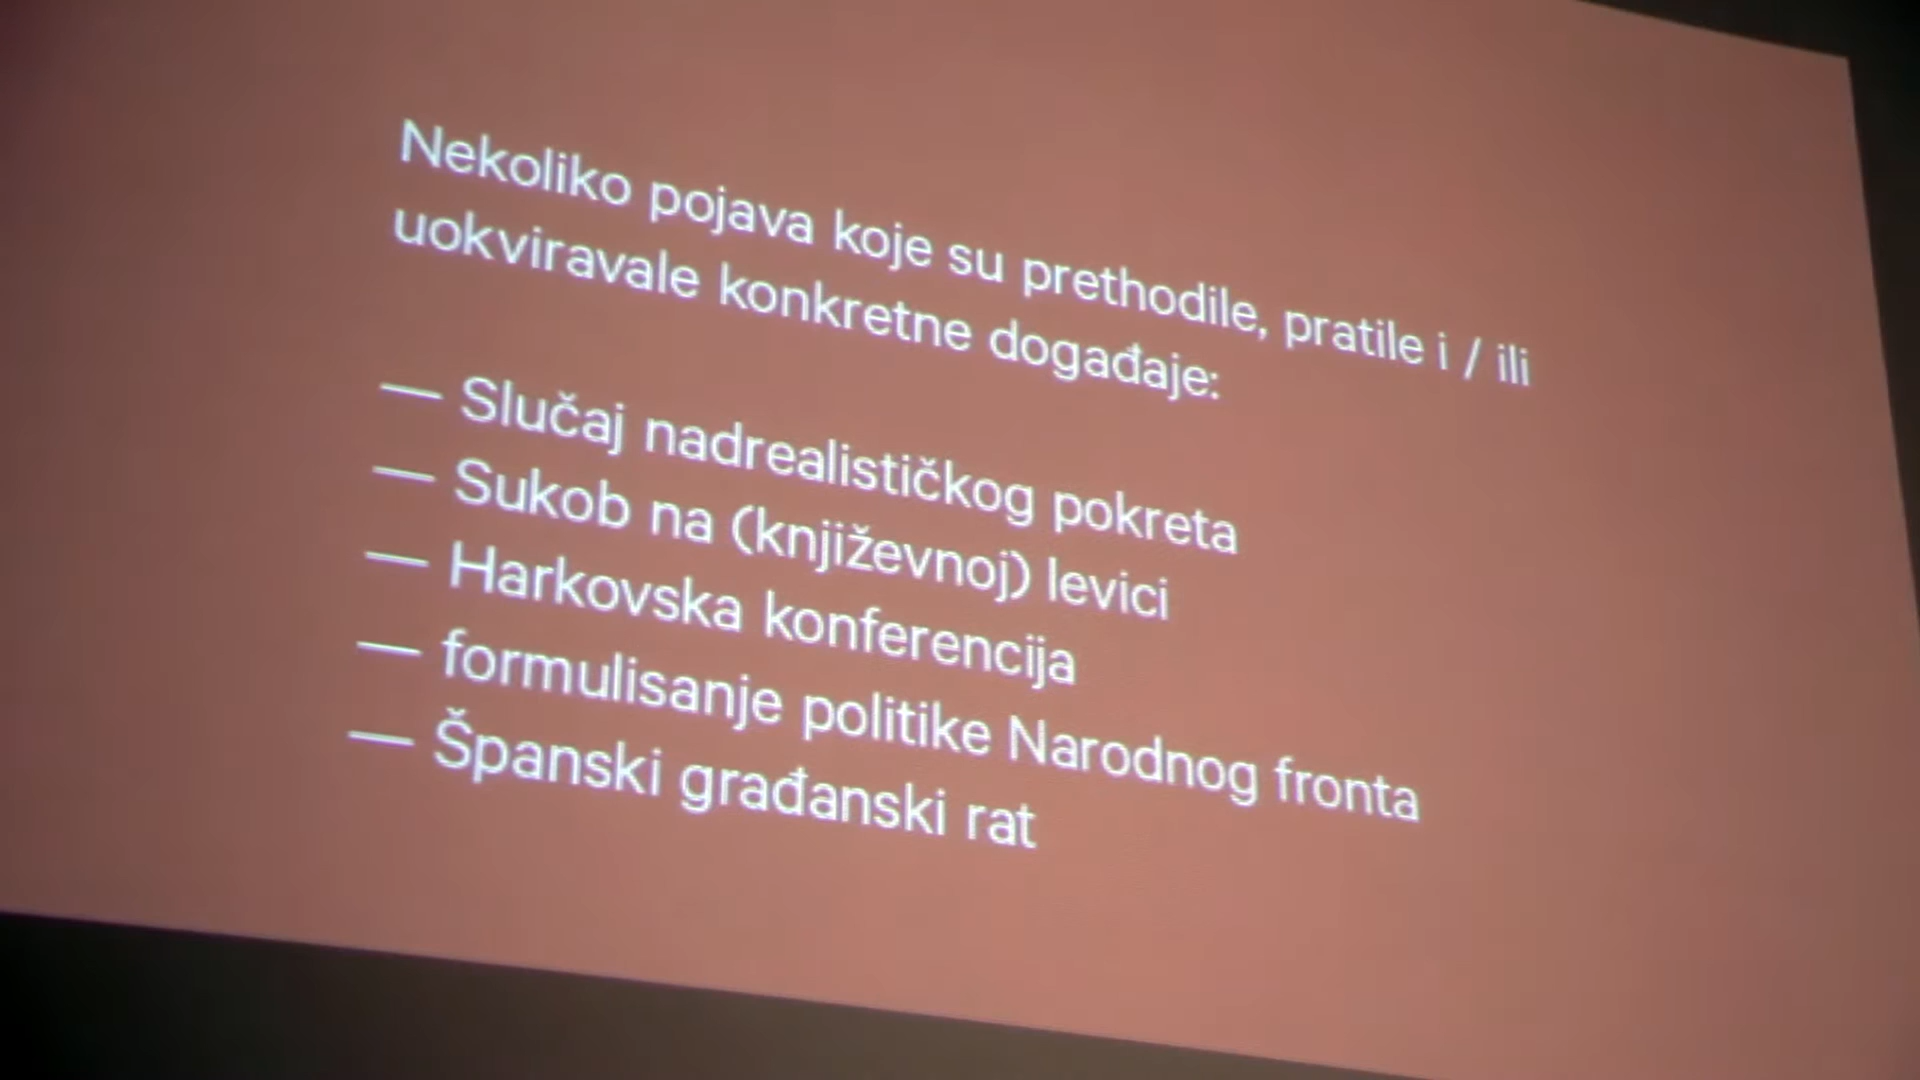 Nekoliko pojava koje su prethodile, pratile i / ili
uokviravale konkretne događaje:
— Slučaj nadrealističkog pokreta
— Sukob na (književnoj) levici
— Harkovska konferencija
— formulisanje politike Narodnog fronta
— Španski građanski rat